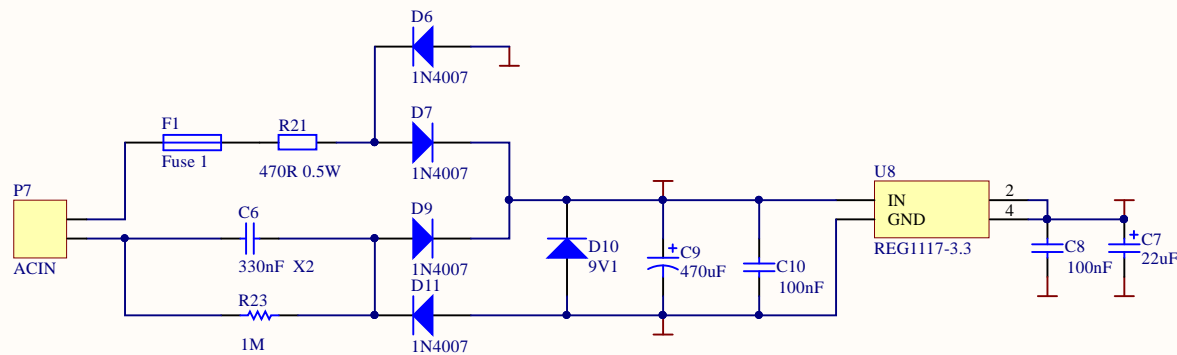 D6
1N4007
D7
1N4007
F1
Fuse 1
R21
470R 0.5W
P7
ACIN
C6
330nF X2
D9
1N4007
D11
1N4007
R23
1M
D10
9V1
C9
470uF
C10
100nF
U8
IN
GND
2
4
REG1117-3.3
C8
100nF
C7
22uF